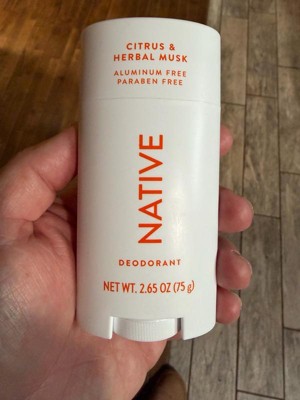 CITRUS &
HERBAL MUSK
ALUMINUM FREE
PARABEN FREE
NATIVE
DEODORANT
NET WT. 2.65 OZ (75 g)